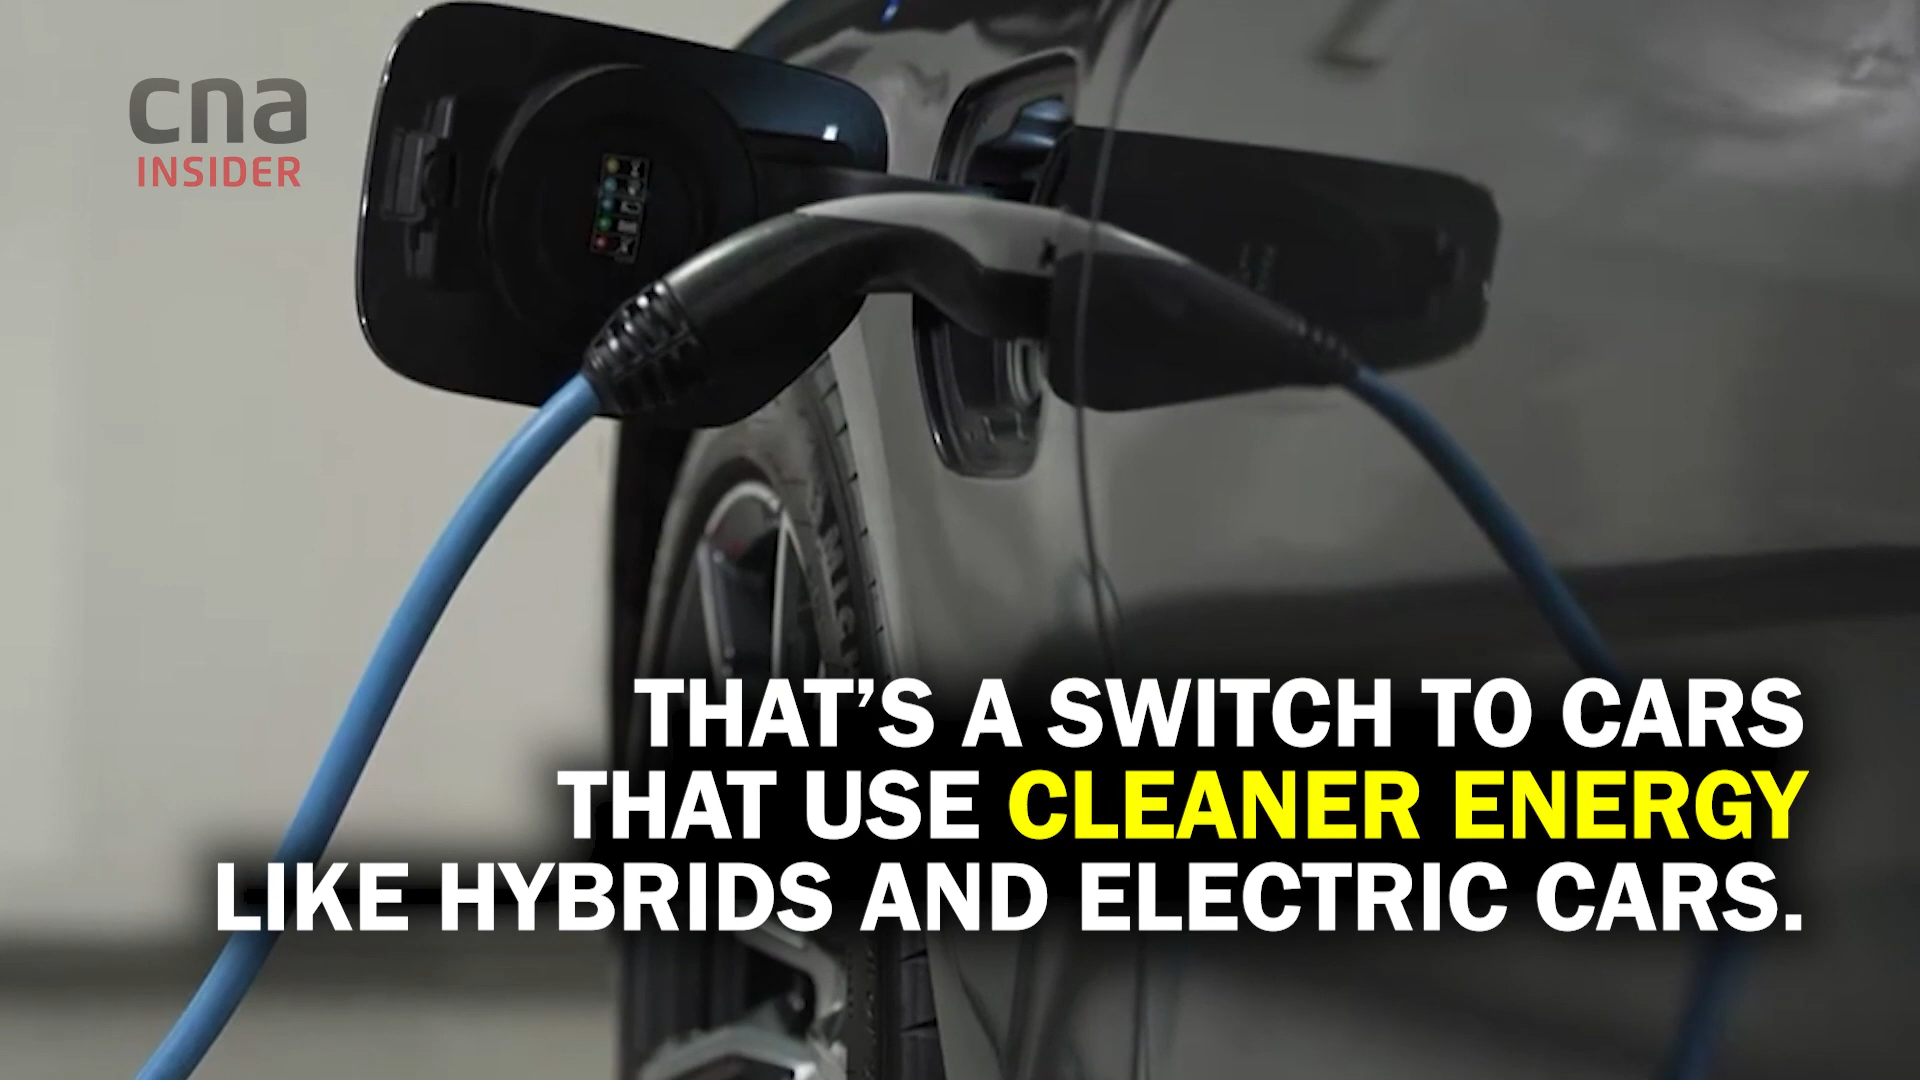 cna
INSIDER
THAT'S A SWITCH TO CARS
THAT USE CLEANER ENERGY
LIKE HYBRIDS AND ELECTRIC CARS.